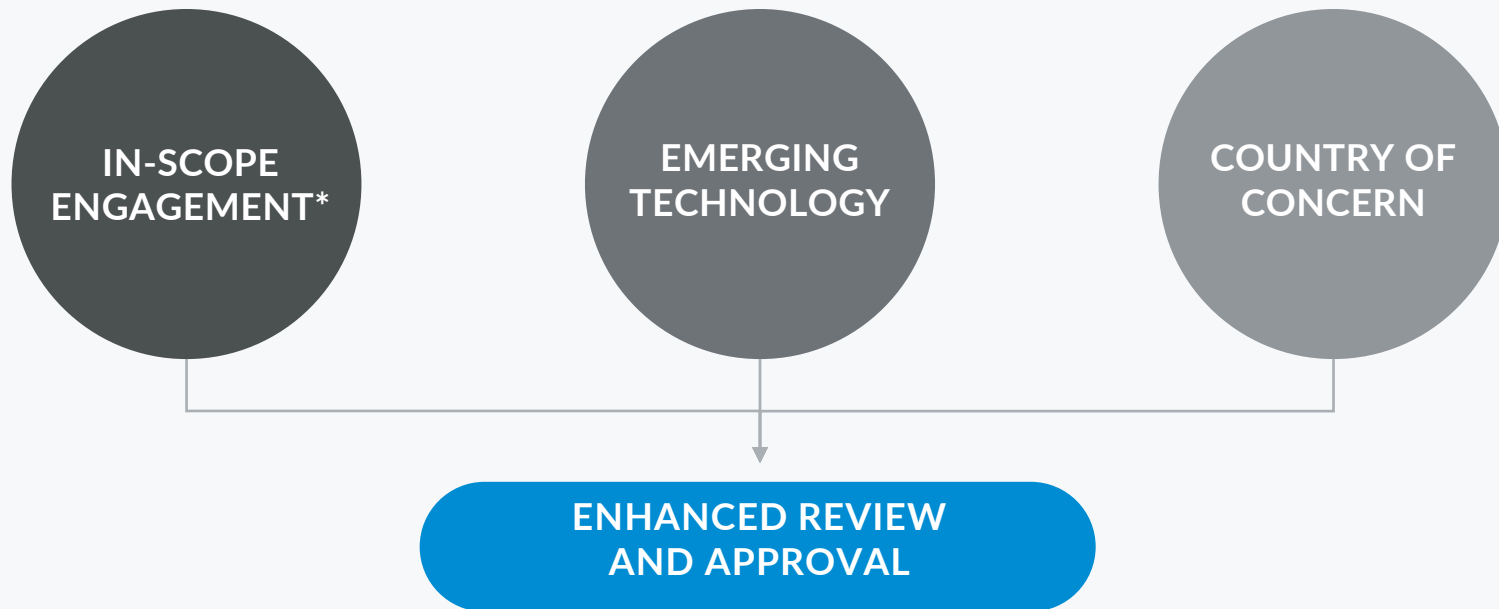 IN-SCOPE
ENGAGEMENT*
EMERGING
TECHNOLOGY
COUNTRY OF
CONCERN
ENHANCED REVIEW
AND APPROVAL